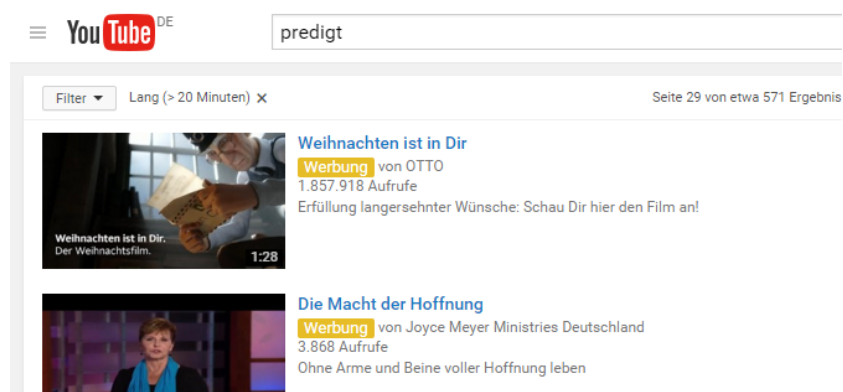 YouTube DE
predigt
Filter Lang (> 20 Minuten) × Seite 29 von etwa 571 Ergebnis
Weihnachten ist in Dir
Werbung von OTTO
1.857.918 Aufrufe
Erfüllung langersehnter Wünsche: Schau Dir hier den Film an!
Weihnachten ist in Dir.
Der Weihnachtsfilm.
1:28
Die Macht der Hoffnung
Werbung von Joyce Meyer Ministries Deutschland
3.868 Aufrufe
Ohne Arme und Beine voller Hoffnung leben